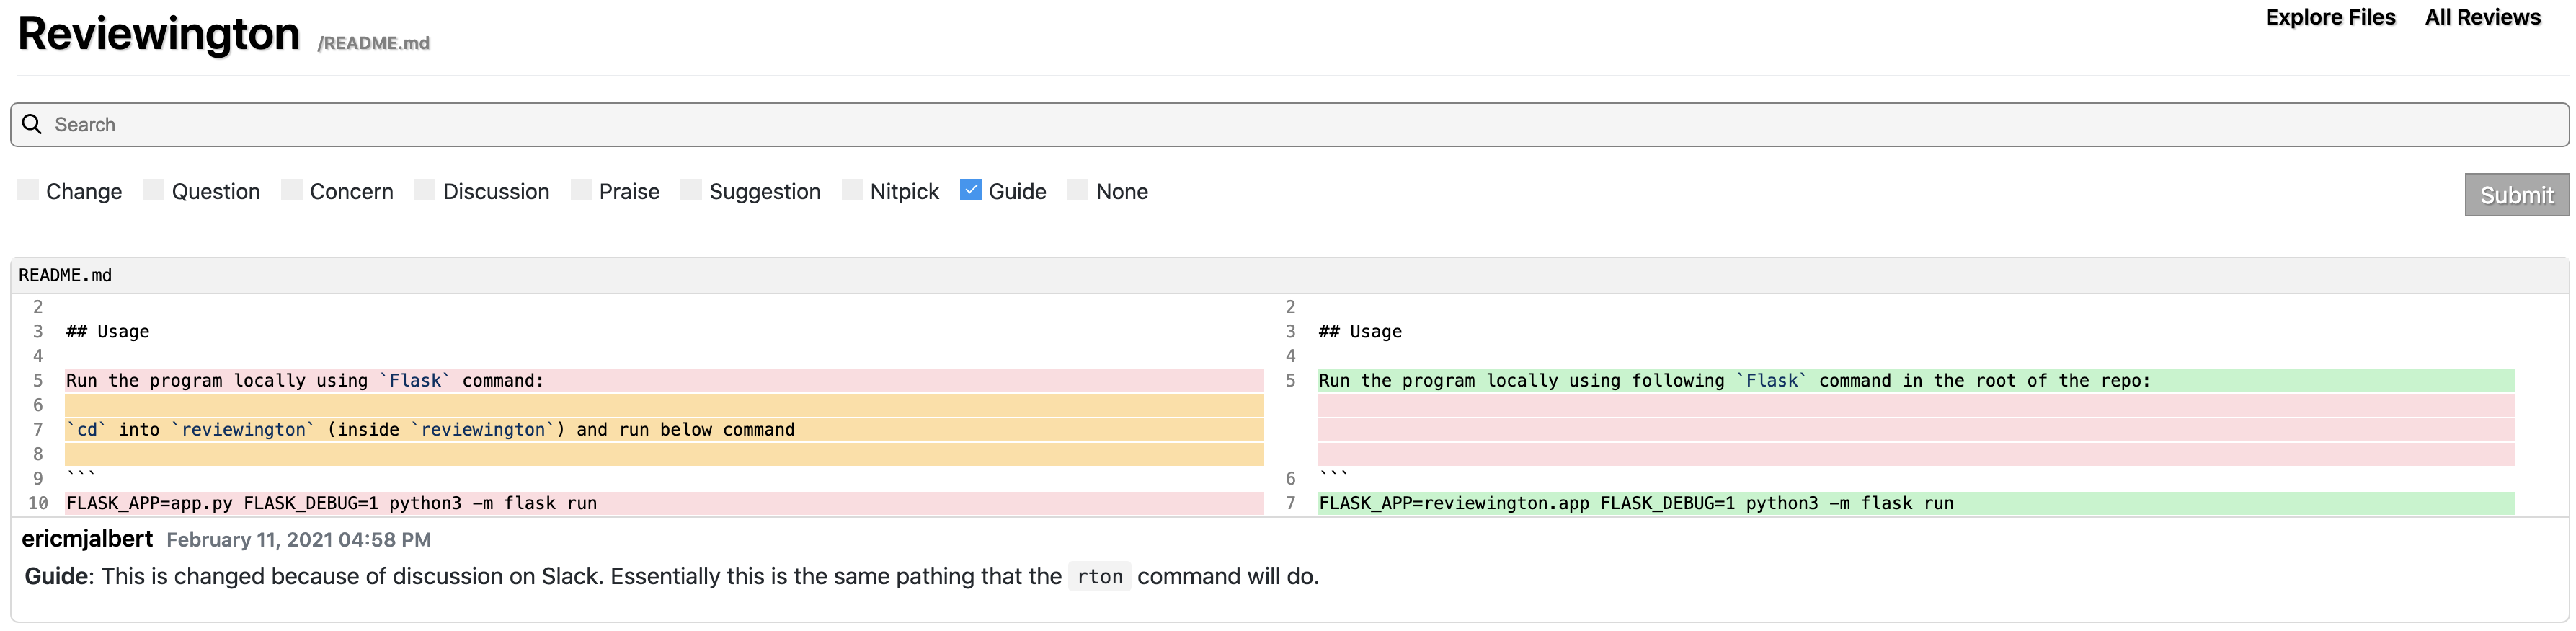 Reviewington /README.md Explore Files All Reviews
Search
Change Question Concern Discussion Praise Suggestion Nitpick Guide None Submit
README.md
2 2
3 ## Usage 3 ## Usage
4 4
5 Run the program locally using `Flask` command: 5 Run the program locally using following `Flask` command in the root of the repo:
6
7 `cd` into `reviewington` (inside `reviewington`) and run below command
8
9 ``` 6 ```
10 FLASK_APP=app.py FLASK_DEBUG=1 python3 -m flask run 7 FLASK_APP=reviewington.app FLASK_DEBUG=1 python3 -m flask run
ericmjalbert February 11, 2021 04:58 PM
Guide: This is changed because of discussion on Slack. Essentially this is the same pathing that the rton command will do.